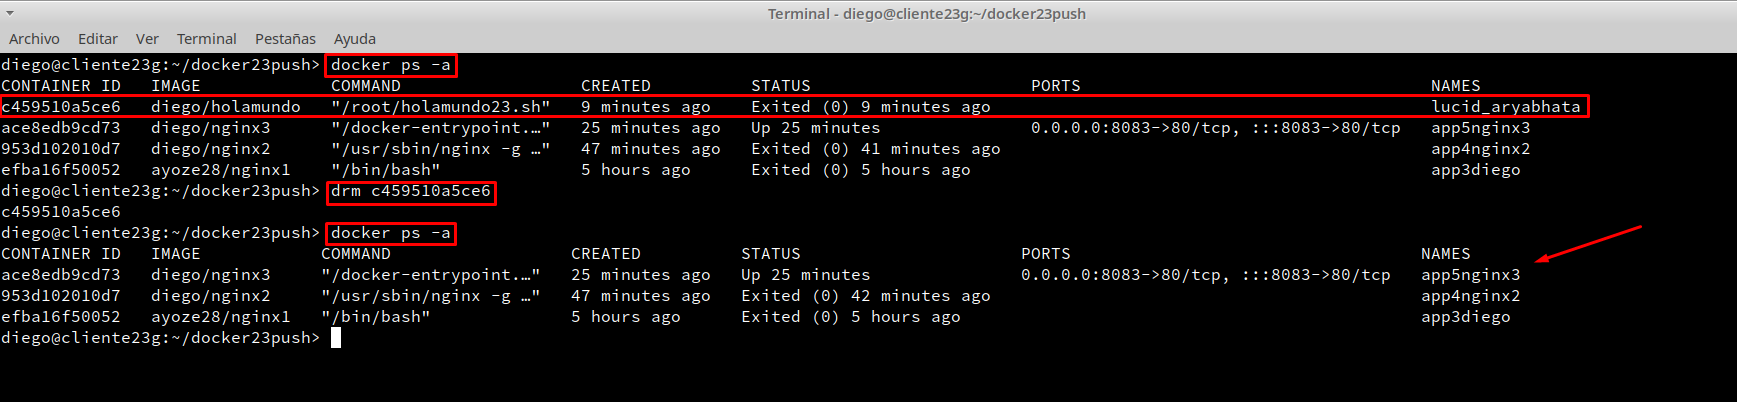 Terminal - diego@cliente23g:~/docker23push
Archivo Editar Ver Terminal Pestañas Ayuda
diego@cliente23g:~/docker23push> docker ps -a
CONTAINER ID   IMAGE             COMMAND                  CREATED          STATUS                      PORTS                                   NAMES
c459510a5ce6   diego/holamundo   "/root/holamundo23.sh"   9 minutes ago    Exited (0) 9 minutes ago                                            lucid_aryabhata
ace8edb9cd73   diego/nginx3      "/docker-entrypoint.…"   25 minutes ago   Up 25 minutes               0.0.0.0:8083->80/tcp, :::8083->80/tcp   app5nginx3
953d102010d7   diego/nginx2      "/usr/sbin/nginx -g …"   47 minutes ago   Exited (0) 41 minutes ago                                           app4nginx2
efba16f50052   ayoze28/nginx1    "/bin/bash"              5 hours ago      Exited (0) 5 hours ago                                              app3diego
diego@cliente23g:~/docker23push> drm c459510a5ce6
c459510a5ce6
diego@cliente23g:~/docker23push> docker ps -a
CONTAINER ID   IMAGE            COMMAND                  CREATED          STATUS                      PORTS                                   NAMES
ace8edb9cd73   diego/nginx3     "/docker-entrypoint.…"   25 minutes ago   Up 25 minutes               0.0.0.0:8083->80/tcp, :::8083->80/tcp   app5nginx3
953d102010d7   diego/nginx2     "/usr/sbin/nginx -g …"   47 minutes ago   Exited (0) 42 minutes ago                                           app4nginx2
efba16f50052   ayoze28/nginx1   "/bin/bash"              5 hours ago      Exited (0) 5 hours ago                                              app3diego
diego@cliente23g:~/docker23push>